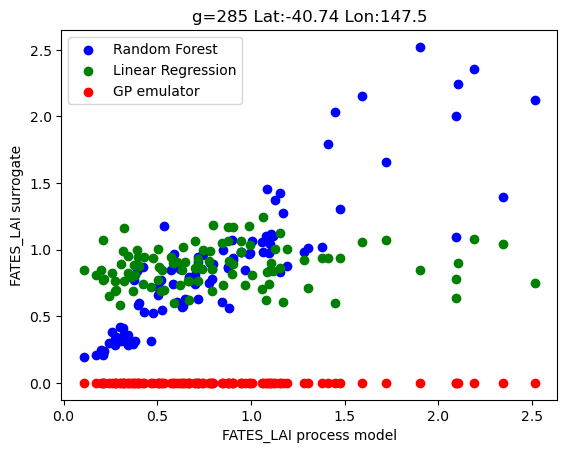 g=285 Lat:-40.74 Lon:147.5
2.5
2.0
1.5
1.0
0.5
0.0
FATES_LAI surrogate
Random Forest
Linear Regression
GP emulator
0.0 0.5 1.0 1.5 2.0 2.5
FATES_LAI process model